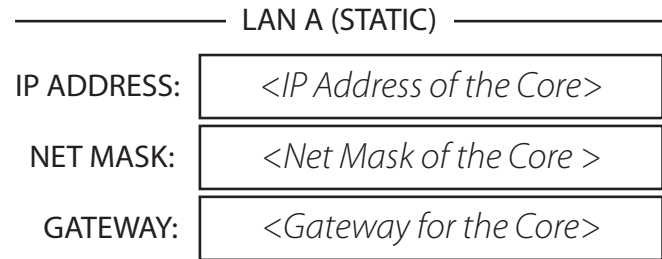 LAN A (STATIC)
IP ADDRESS: <IP Address of the Core>
NET MASK: <Net Mask of the Core >
GATEWAY: <Gateway for the Core>